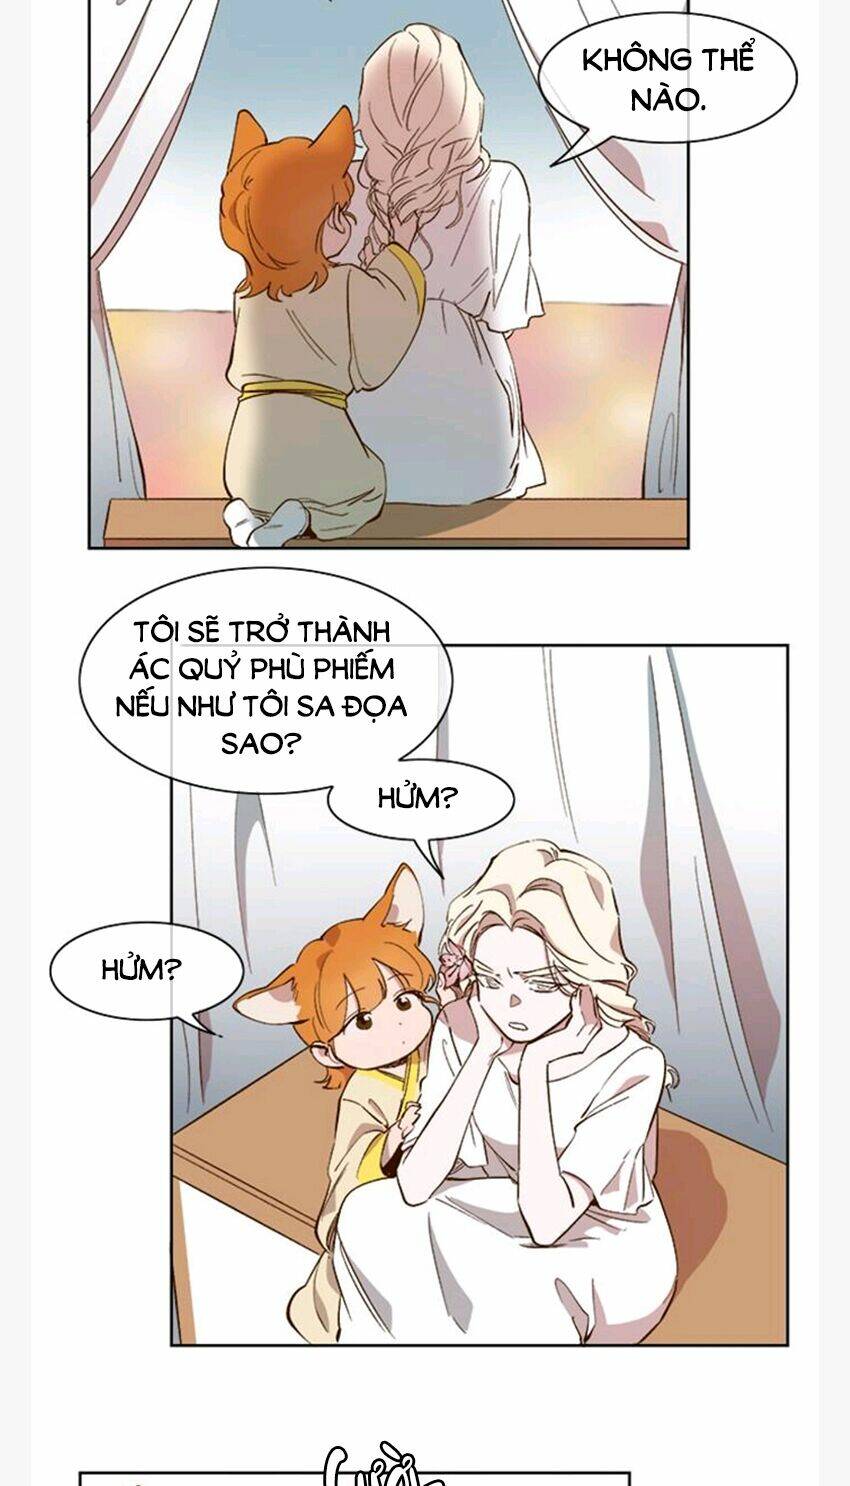 KHÔNG THỂ
NÀO.
TÔI SẼ TRỞ THÀNH
ÁC QUỶ PHÙ PHIẾM
NẾU NHƯ TÔI SA ĐỌA
SAO?
HỬM?
HỬM?